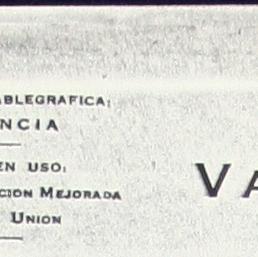 ABLEGRAFICA:
NCIA
EN USO:
CION MEJORADA
UNION
VA